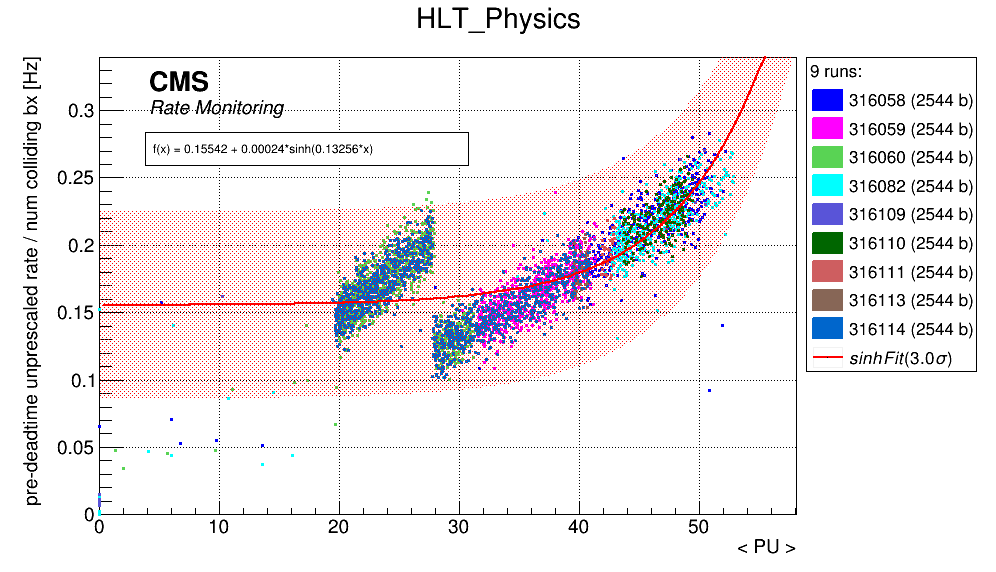 HLT_Physics
pre-deadtime unprescaled rate / num colliding bx [Hz]
CMS
Rate Monitoring
f(x) = 0.15542 + 0.00024*sinh(0.13256*x)
0.3
0.25
0.2
0.15
0.1
0.05
0
0 10 20 30 40 50
< PU >
9 runs:
316058 (2544 b)
316059 (2544 b)
316060 (2544 b)
316082 (2544 b)
316109 (2544 b)
316110 (2544 b)
316111 (2544 b)
316113 (2544 b)
316114 (2544 b)
sinhFit(3.0σ)